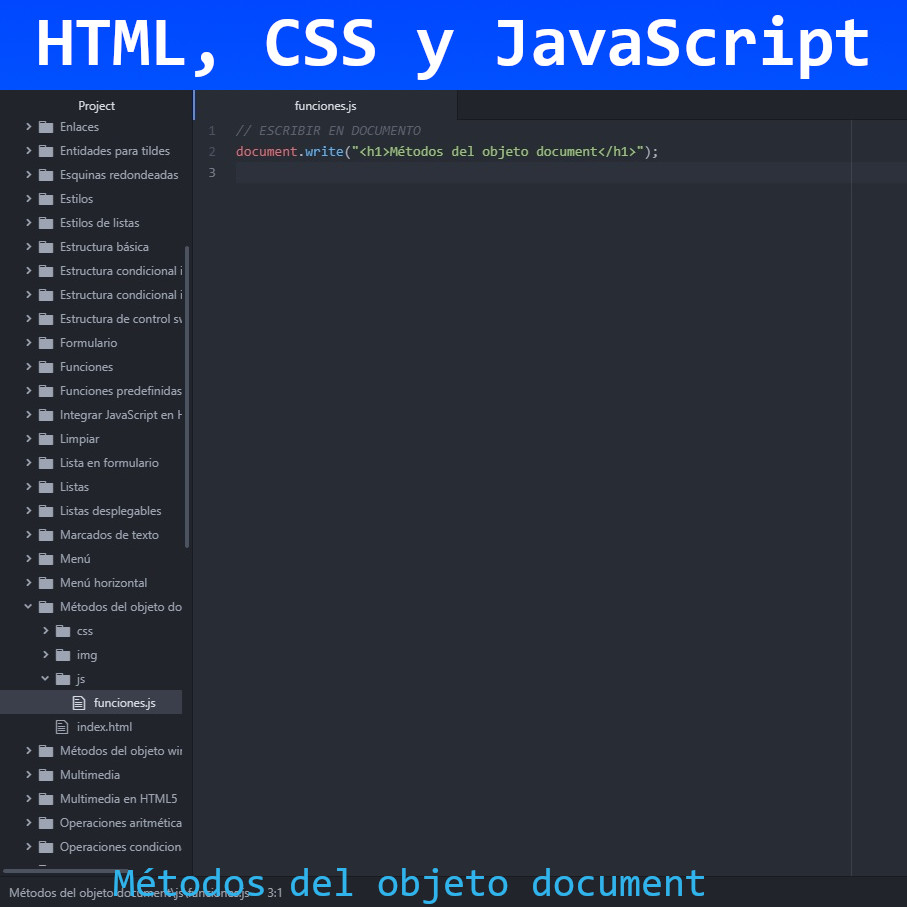 HTML, CSS y JavaScript
Project
Enlaces
Entidades para tildes
Esquinas redondeadas
Estilos
Estilos de listas
Estructura básica
Estructura condicional i
Estructura condicional i
Estructura de control sw
Formulario
Funciones
Funciones predefinidas
Integrar JavaScript en H
Limpiar
Lista en formulario
Listas
Listas desplegables
Marcados de texto
Menú
Menú horizontal
Métodos del objeto do
css
img
js
funciones.js
index.html
Métodos del objeto win
Multimedia
Multimedia en HTML5
Operaciones aritmética
Operaciones condicion
funciones.js
1 // ESCRIBIR EN DOCUMENTO
2 document.write("<h1>Métodos del objeto document</h1>");
3
Métodos del objeto document\js\funciones.js 3:1
Métodos del objeto document